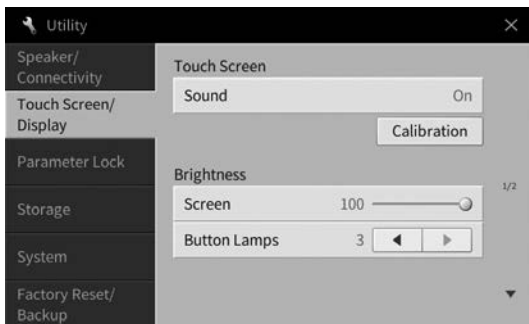 Utility
Speaker/
Connectivity
Touch Screen/
Display
Parameter Lock
Storage
System
Factory Reset/
Backup
Touch Screen
Sound On
Calibration
Brightness
Screen 100
Button Lamps 3
1/2